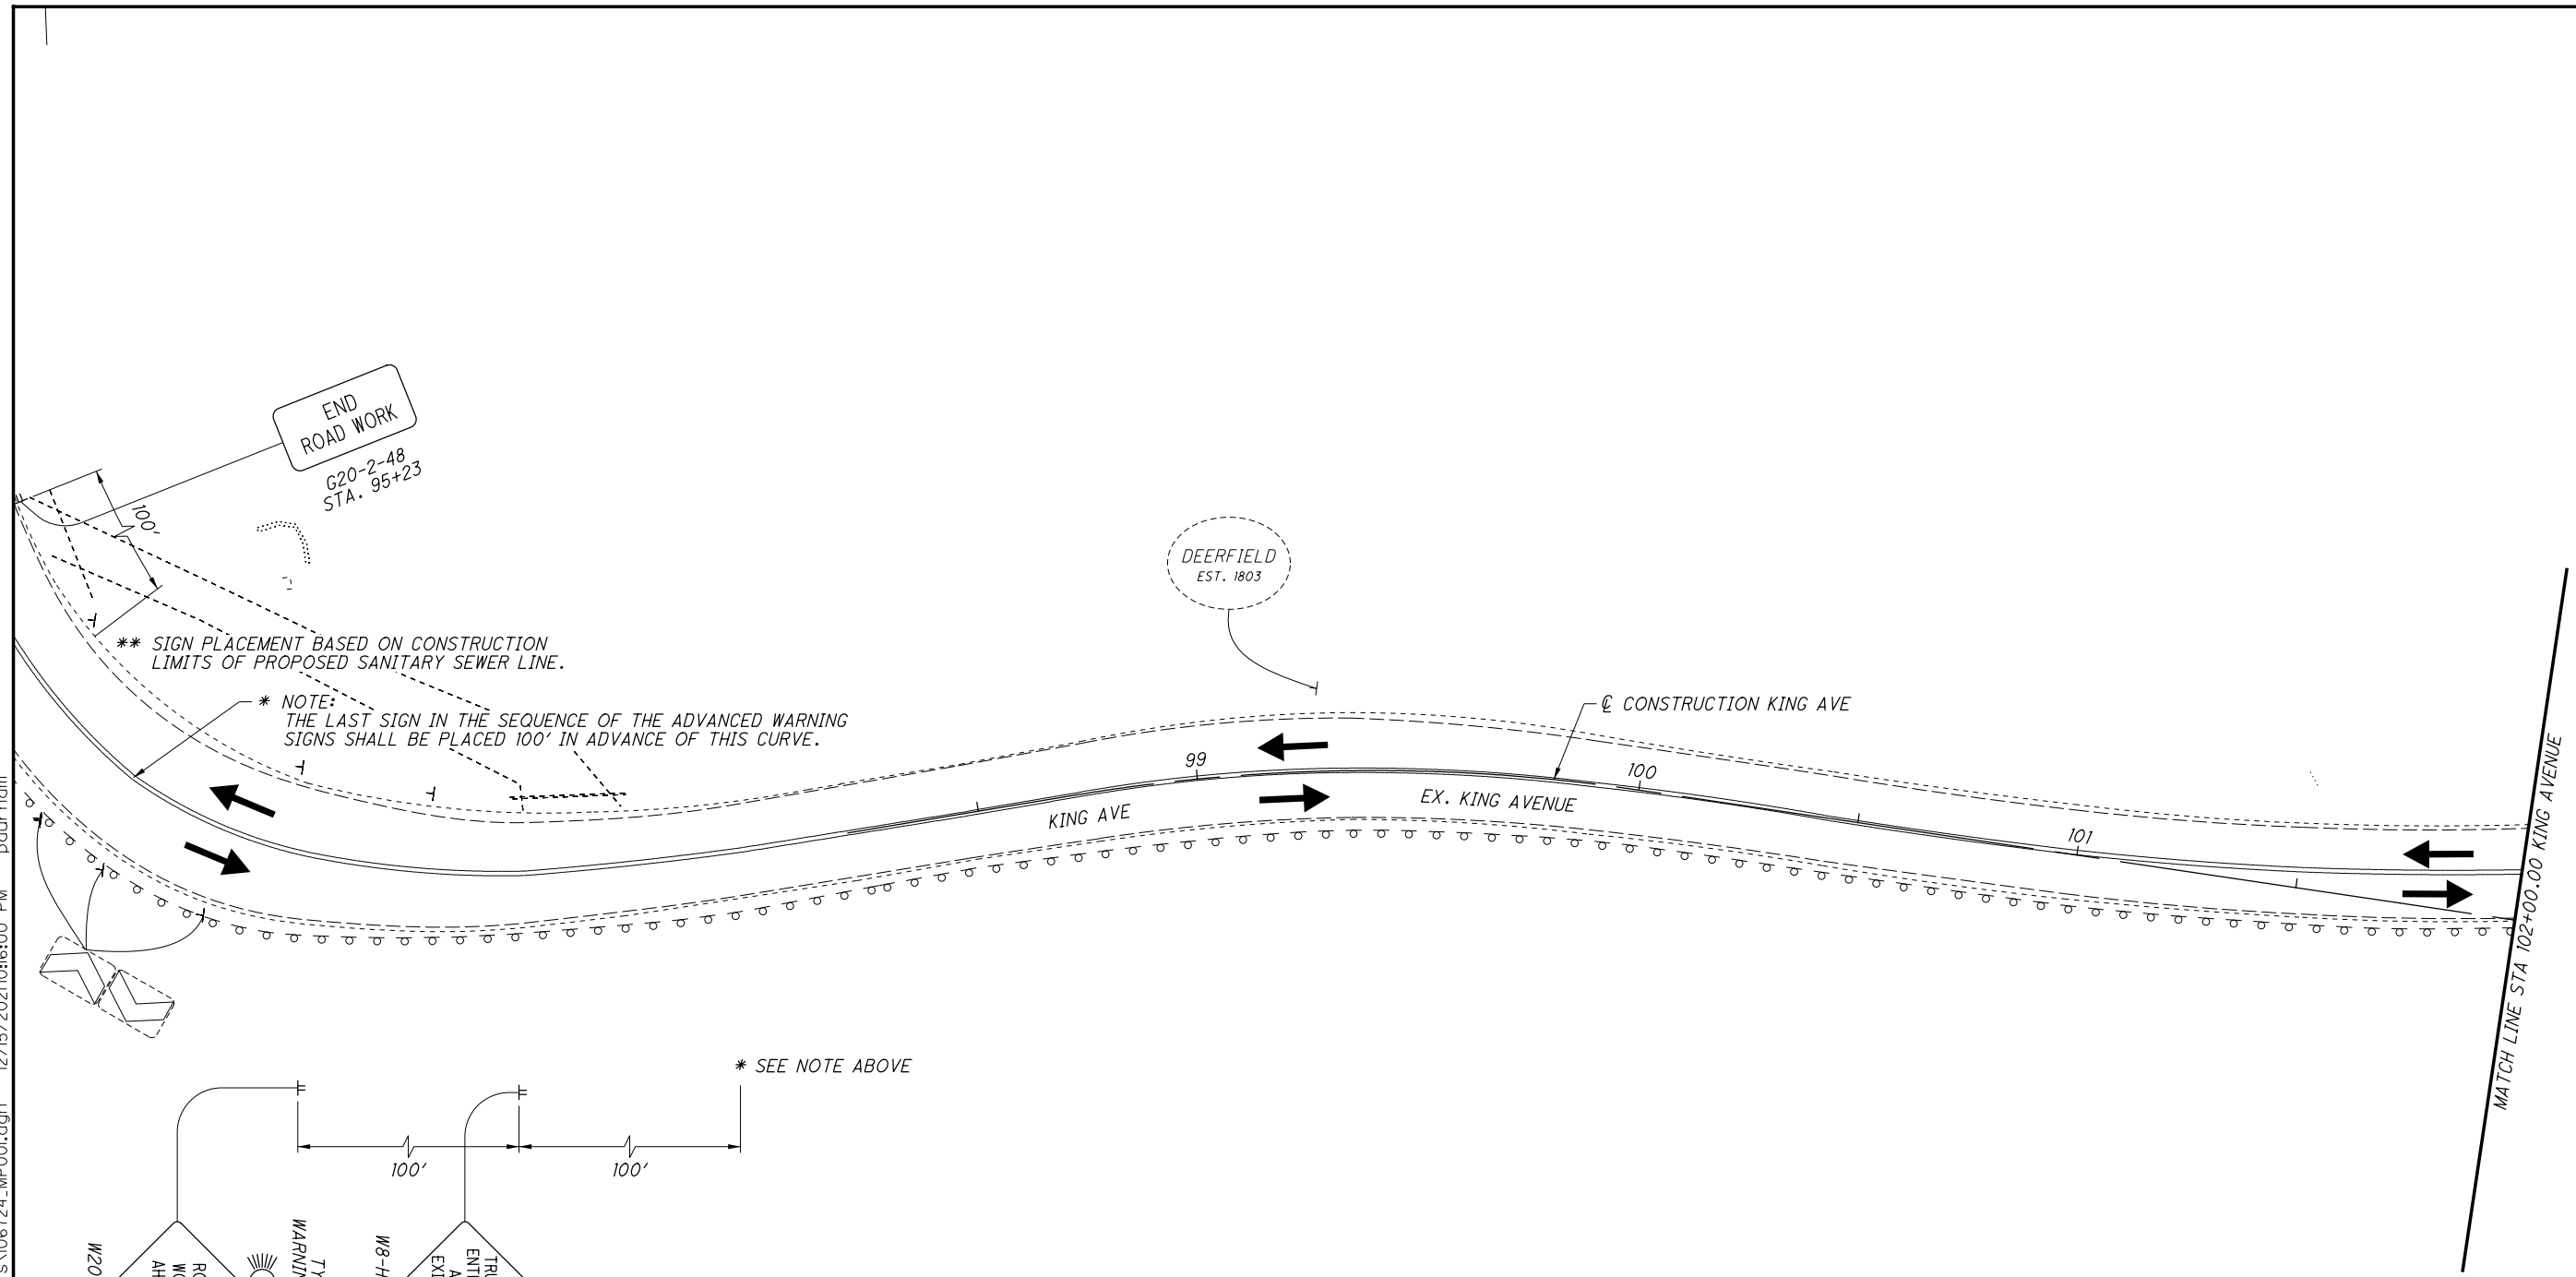 END
ROAD WORK
G20-2-48
STA. 95+23
100'
** SIGN PLACEMENT BASED ON CONSTRUCTION
LIMITS OF PROPOSED SANITARY SEWER LINE.
* NOTE:
THE LAST SIGN IN THE SEQUENCE OF THE ADVANCED WARNING
SIGNS SHALL BE PLACED 100' IN ADVANCE OF THIS CURVE.
DEERFIELD
EST. 1803
℄ CONSTRUCTION KING AVE
99
100
101
KING AVE
EX. KING AVENUE
MATCH LINE STA 102+00.00 KING AVENUE
* SEE NOTE ABOVE
100'
100'
W20
W8-H